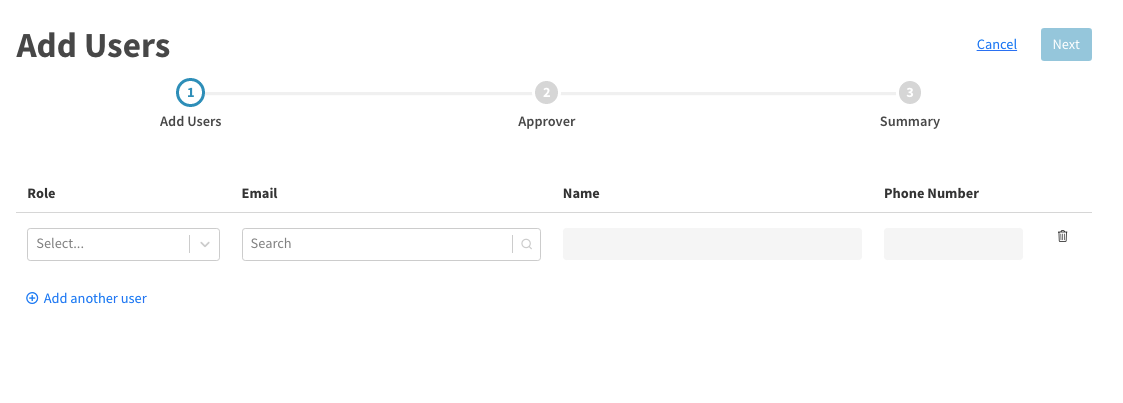 Add Users
Cancel Next
1 2 3
Add Users Approver Summary
Role Email Name Phone Number
Select... Search
Add another user